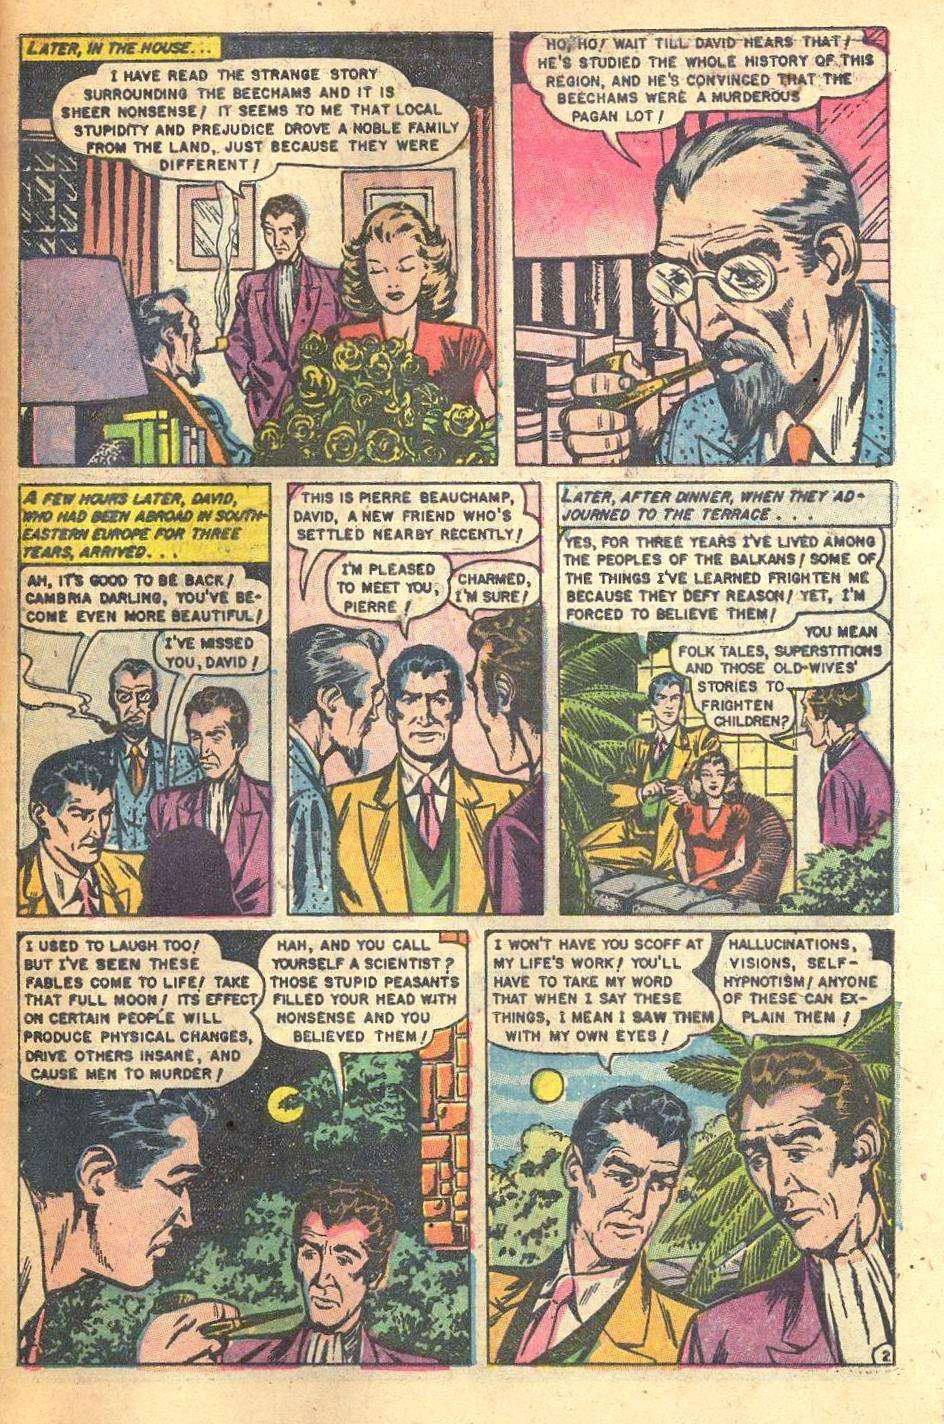 LATER, IN THE HOUSE...
I HAVE READ THE STRANGE STORY
SURROUNDING THE BEECHAMS AND IT IS
SHEER NONSENSE! IT SEEMS TO ME THAT LOCAL
STUPIDITY AND PREJUDICE DROVE A NOBLE FAMILY
FROM THE LAND, JUST BECAUSE THEY WERE
DIFFERENT!
HO, HO! WAIT TILL DAVID HEARS THAT!
HE'S STUDIED THE WHOLE HISTORY OF THIS
REGION, AND HE'S CONVINCED THAT THE
BEECHAMS WERE A MURDEROUS
PAGAN LOT!
A FEW HOURS LATER, DAVID,
WHO HAD BEEN ABROAD IN SOUTH-
EASTERN EUROPE FOR THREE
YEARS, ARRIVED...
AH, IT'S GOOD TO BE BACK!
CAMBRIA DARLING, YOU'VE BE-
COME EVEN MORE BEAUTIFUL!
I'VE MISSED
YOU, DAVID!
THIS IS PIERRE BEAUCHAMP,
DAVID, A NEW FRIEND WHO'S
SETTLED NEARBY RECENTLY!
I'M PLEASED
TO MEET YOU,
PIERRE!
CHARMED,
I'M SURE!
LATER, AFTER DINNER, WHEN THEY AD-
JOURNED TO THE TERRACE...
YES, FOR THREE YEARS I'VE LIVED AMONG
THE PEOPLES OF THE BALKANS! SOME OF
THE THINGS I'VE LEARNED FRIGHTEN ME
BECAUSE THEY DEFY REASON! YET, I'M
FORCED TO BELIEVE THEM!
YOU MEAN
FOLK TALES, SUPERSTITIONS
AND THOSE OLD-WIVES'
STORIES TO
FRIGHTEN
CHILDREN?
I USED TO LAUGH TOO!
BUT I'VE SEEN THESE
FABLES COME TO LIFE! TAKE
THAT FULL MOON! ITS EFFECT
ON CERTAIN PEOPLE WILL
PRODUCE PHYSICAL CHANGES,
DRIVE OTHERS INSANE, AND
CAUSE MEN TO MURDER!
HAH, AND YOU CALL
YOURSELF A SCIENTIST?
THOSE STUPID PEASANTS
FILLED YOUR HEAD WITH
NONSENSE AND YOU
BELIEVED THEM!
I WON'T HAVE YOU SCOFF AT
MY LIFE'S WORK! YOU'LL
HAVE TO TAKE MY WORD
THAT WHEN I SAY THESE
THINGS, I MEAN I SAW THEM
WITH MY OWN EYES!
HALLUCINATIONS,
VISIONS, SELF-
HYPNOTISM! ANYONE
OF THESE CAN EX-
PLAIN THEM!
2